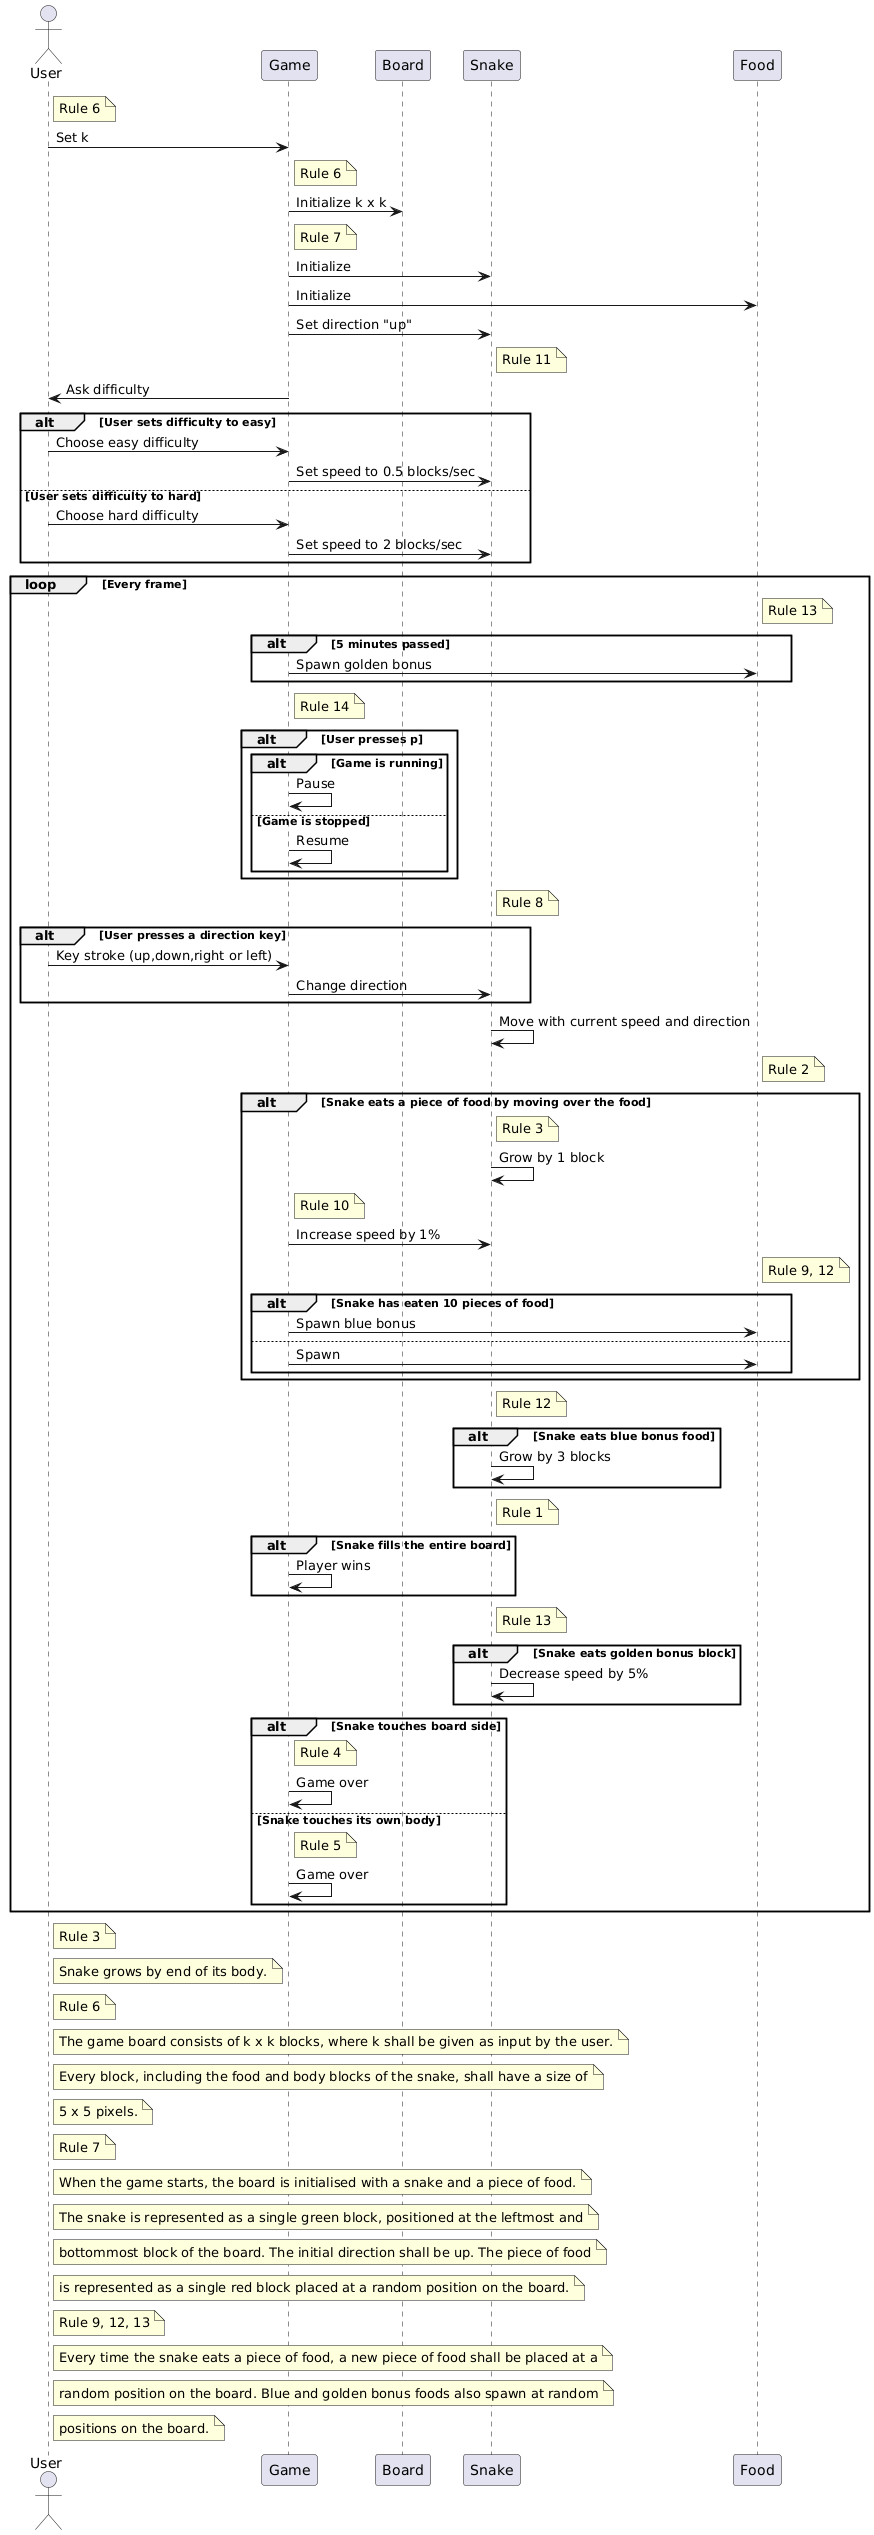 User
Game
Board
Snake
Food
Rule 6
Set k
Rule 6
Initialize k x k
Rule 7
Initialize
Initialize
Set direction "up"
Rule 11
Ask difficulty
alt [User sets difficulty to easy]
Choose easy difficulty
Set speed to 0.5 blocks/sec
[User sets difficulty to hard]
Choose hard difficulty
Set speed to 2 blocks/sec
loop [Every frame]
Rule 13
alt [5 minutes passed]
Spawn golden bonus
Rule 14
alt [User presses p]
alt [Game is running]
Pause
[Game is stopped]
Resume
Rule 8
alt [User presses a direction key]
Key stroke (up,down,right or left)
Change direction
Move with current speed and direction
Rule 2
alt [Snake eats a piece of food by moving over the food]
Rule 3
Grow by 1 block
Rule 10
Increase speed by 1%
Rule 9, 12
alt [Snake has eaten 10 pieces of food]
Spawn blue bonus
Spawn
Rule 12
alt [Snake eats blue bonus food]
Grow by 3 blocks
Rule 1
alt [Snake fills the entire board]
Player wins
Rule 13
alt [Snake eats golden bonus block]
Decrease speed by 5%
alt [Snake touches board side]
Rule 4
Game over
[Snake touches its own body]
Rule 5
Game over
Rule 3
Snake grows by end of its body.
Rule 6
The game board consists of k x k blocks, where k shall be given as input by the user.
Every block, including the food and body blocks of the snake, shall have a size of
5 x 5 pixels.
Rule 7
When the game starts, the board is initialised with a snake and a piece of food.
The snake is represented as a single green block, positioned at the leftmost and
bottommost block of the board. The initial direction shall be up. The piece of food
is represented as a single red block placed at a random position on the board.
Rule 9, 12, 13
Every time the snake eats a piece of food, a new piece of food shall be placed at a
random position on the board. Blue and golden bonus foods also spawn at random
positions on the board.
User
Game
Board
Snake
Food